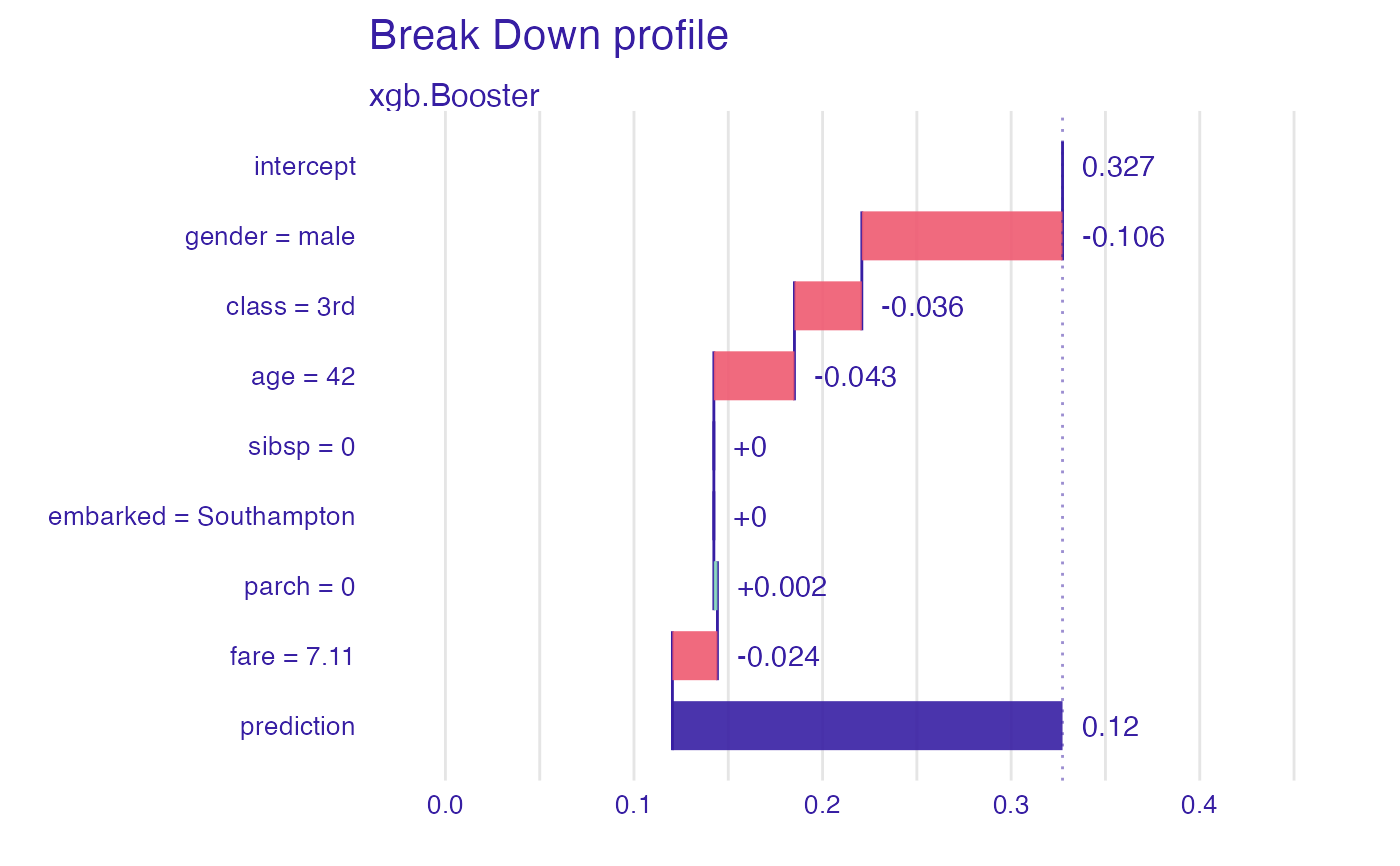 Break Down profile
xgb.Booster
intercept 0.327
gender = male -0.106
class = 3rd -0.036
age = 42 -0.043
sibsp = 0 +0
embarked = Southampton +0
parch = 0 +0.002
fare = 7.11 -0.024
prediction 0.12
0.0 0.1 0.2 0.3 0.4